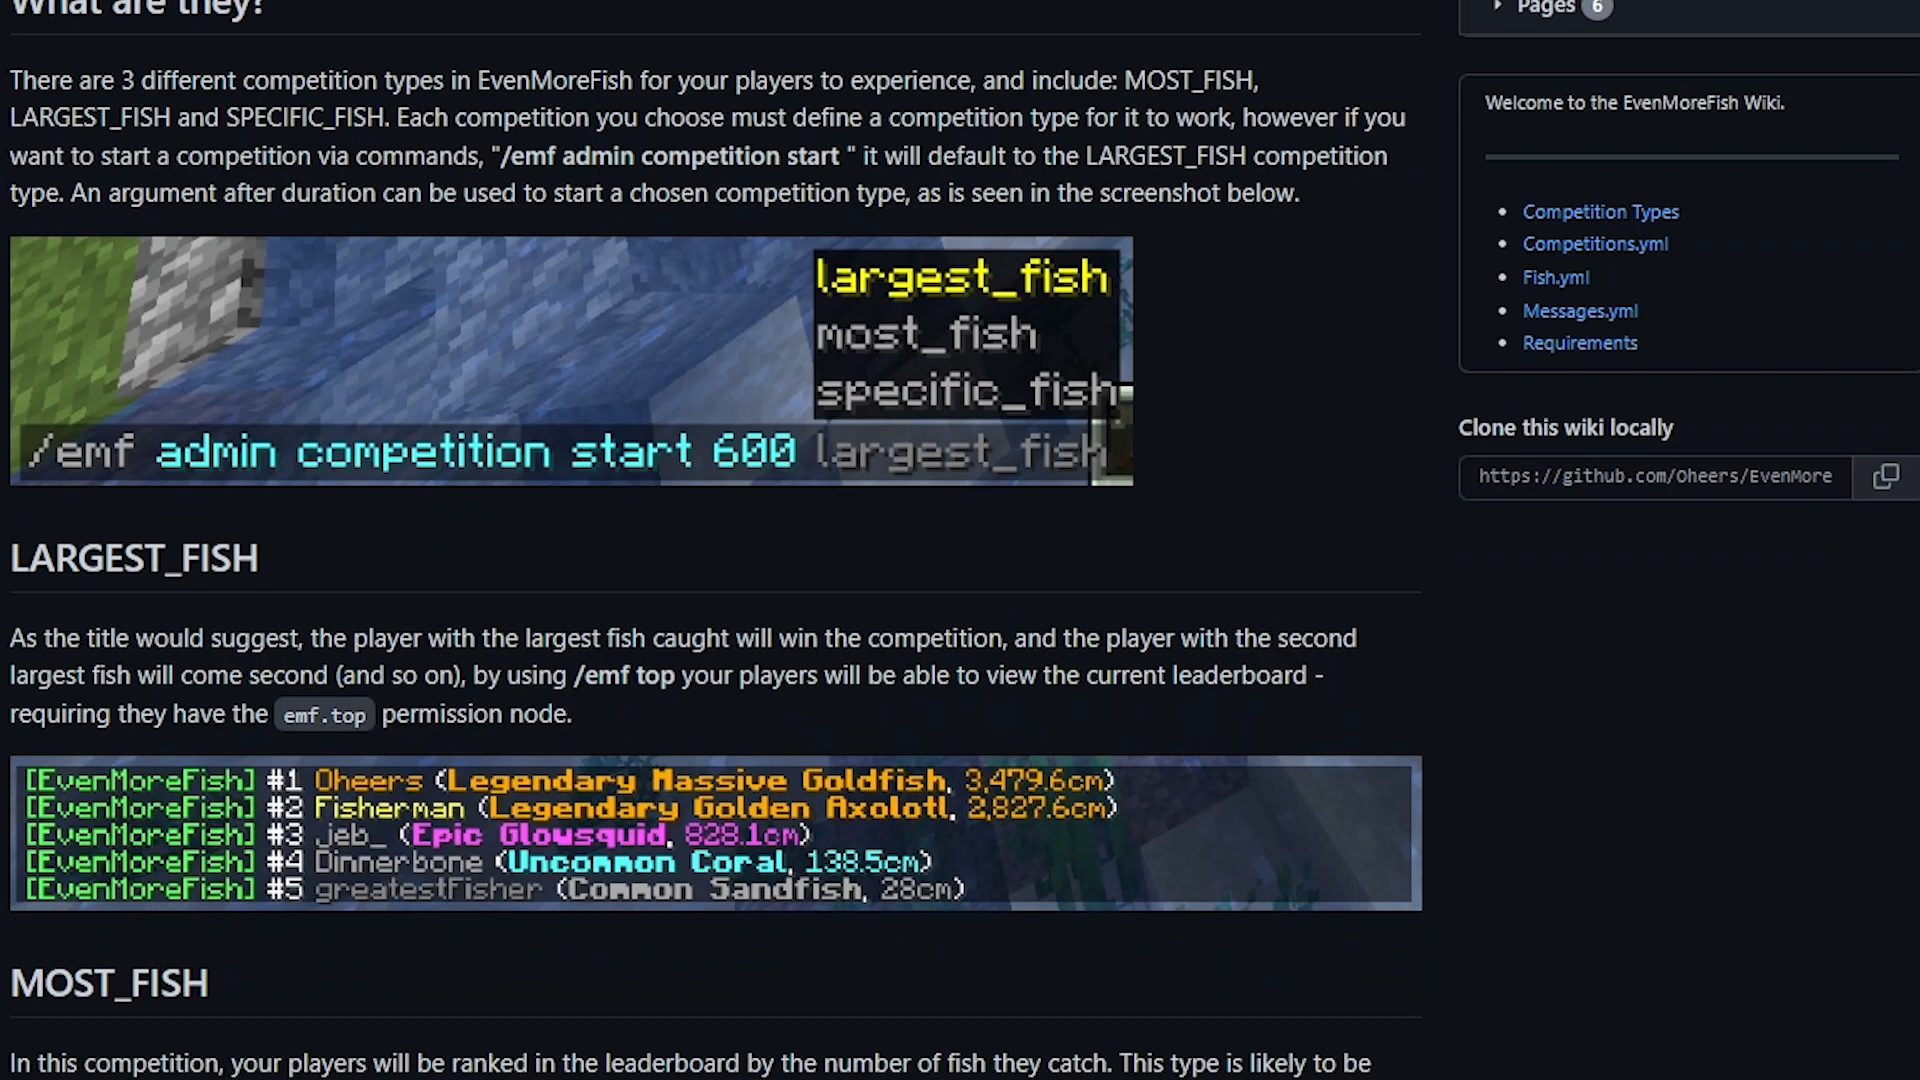 What are they?
There are 3 different competition types in EvenMoreFish for your players to experience, and include: MOST_FISH,
LARGEST_FISH and SPECIFIC_FISH. Each competition you choose must define a competition type for it to work, however if you
want to start a competition via commands, "/emf admin competition start " it will default to the LARGEST_FISH competition
type. An argument after duration can be used to start a chosen competition type, as is seen in the screenshot below.
largest_fish
most_fish
specific_fish
/emf admin competition start 600 largest_fish
LARGEST_FISH
As the title would suggest, the player with the largest fish caught will win the competition, and the player with the second
largest fish will come second (and so on), by using /emf top your players will be able to view the current leaderboard -
requiring they have the emf.top permission node.
[EvenMoreFish] #1 Oheers (Legendary Massive Goldfish, 3,479.6cm)
[EvenMoreFish] #2 Fisherman (Legendary Golden Axolotl, 2,827.6cm)
[EvenMoreFish] #3 jeb_ (Epic Glowsquid, 828.1cm)
[EvenMoreFish] #4 Dinnerbone (Uncommon Coral, 138.5cm)
[EvenMoreFish] #5 greatestFisher (Common Sandfish, 28cm)
MOST_FISH
In this competition, your players will be ranked in the leaderboard by the number of fish they catch. This type is likely to be
Pages 6
Welcome to the EvenMoreFish Wiki.
Competition Types
Competitions.yml
Fish.yml
Messages.yml
Requirements
Clone this wiki locally
https://github.com/Oheers/EvenMore